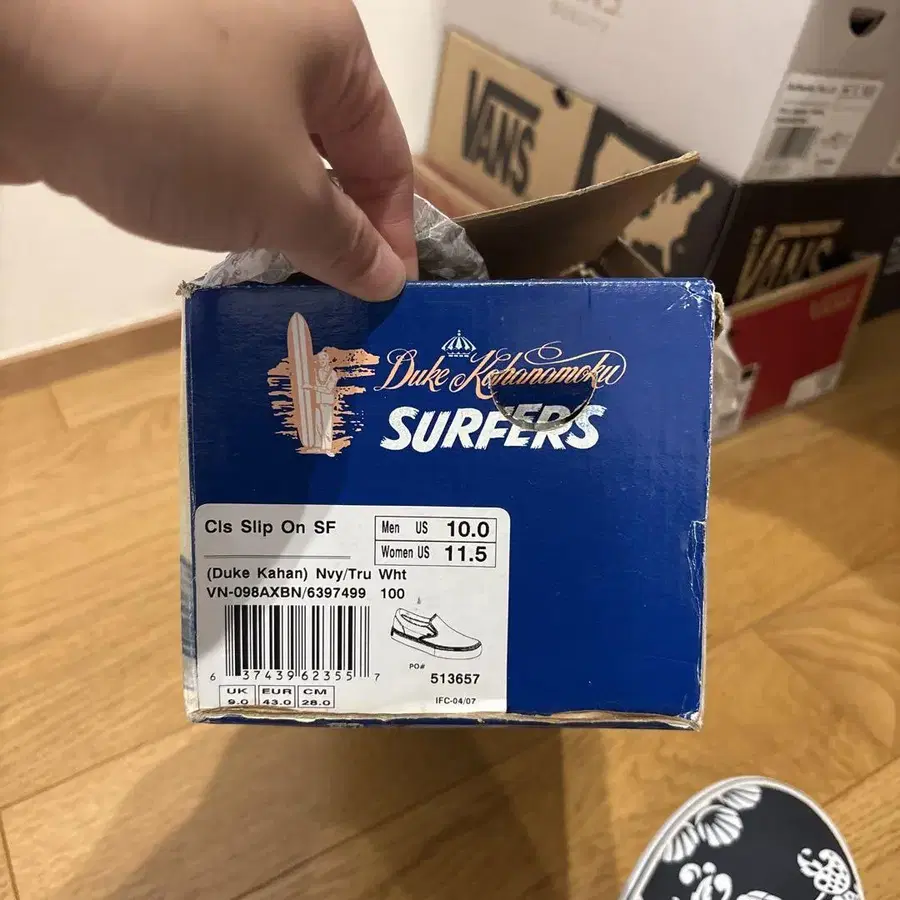 VANS
VANS
Duke Kahanamoku
SURFERS
Cls Slip On SF
Men US 10.0
Women US 11.5
(Duke Kahan) Nvy/Tru Wht
VN-098AXBN/6397499 100
6 37439 62355 7
PO#
513657
UK EUR CM
9.0 43.0 28.0
IFC-04/07